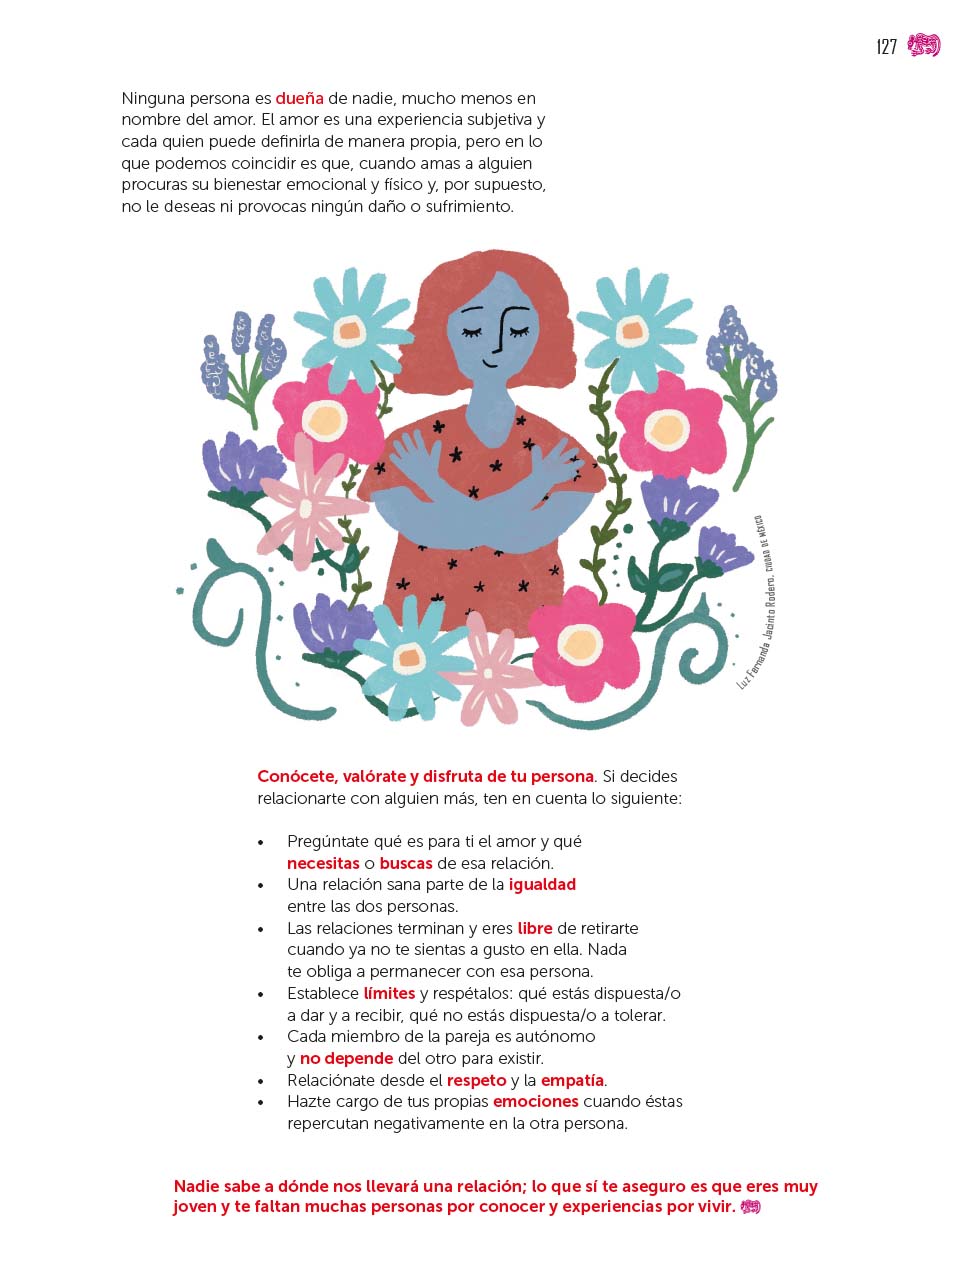 127
Ninguna persona es dueña de nadie, mucho menos en
nombre del amor. El amor es una experiencia subjetiva y
cada quien puede definirla de manera propia, pero en lo
que podemos coincidir es que, cuando amas a alguien
procuras su bienestar emocional y físico y, por supuesto,
no le deseas ni provocas ningún daño o sufrimiento.
Luz Fernanda Jacinto Rodero. CIUDAD DE MÉXICO
Conócete, valórate y disfruta de tu persona. Si decides
relacionarte con alguien más, ten en cuenta lo siguiente:
• Pregúntate qué es para ti el amor y qué
necesitas o buscas de esa relación.
• Una relación sana parte de la igualdad
entre las dos personas.
• Las relaciones terminan y eres libre de retirarte
cuando ya no te sientas a gusto en ella. Nada
te obliga a permanecer con esa persona.
• Establece límites y respétalos: qué estás dispuesta/o
a dar y a recibir, qué no estás dispuesta/o a tolerar.
• Cada miembro de la pareja es autónomo
y no depende del otro para existir.
• Relaciónate desde el respeto y la empatía.
• Hazte cargo de tus propias emociones cuando éstas
repercutan negativamente en la otra persona.
Nadie sabe a dónde nos llevará una relación; lo que sí te aseguro es que eres muy
joven y te faltan muchas personas por conocer y experiencias por vivir.